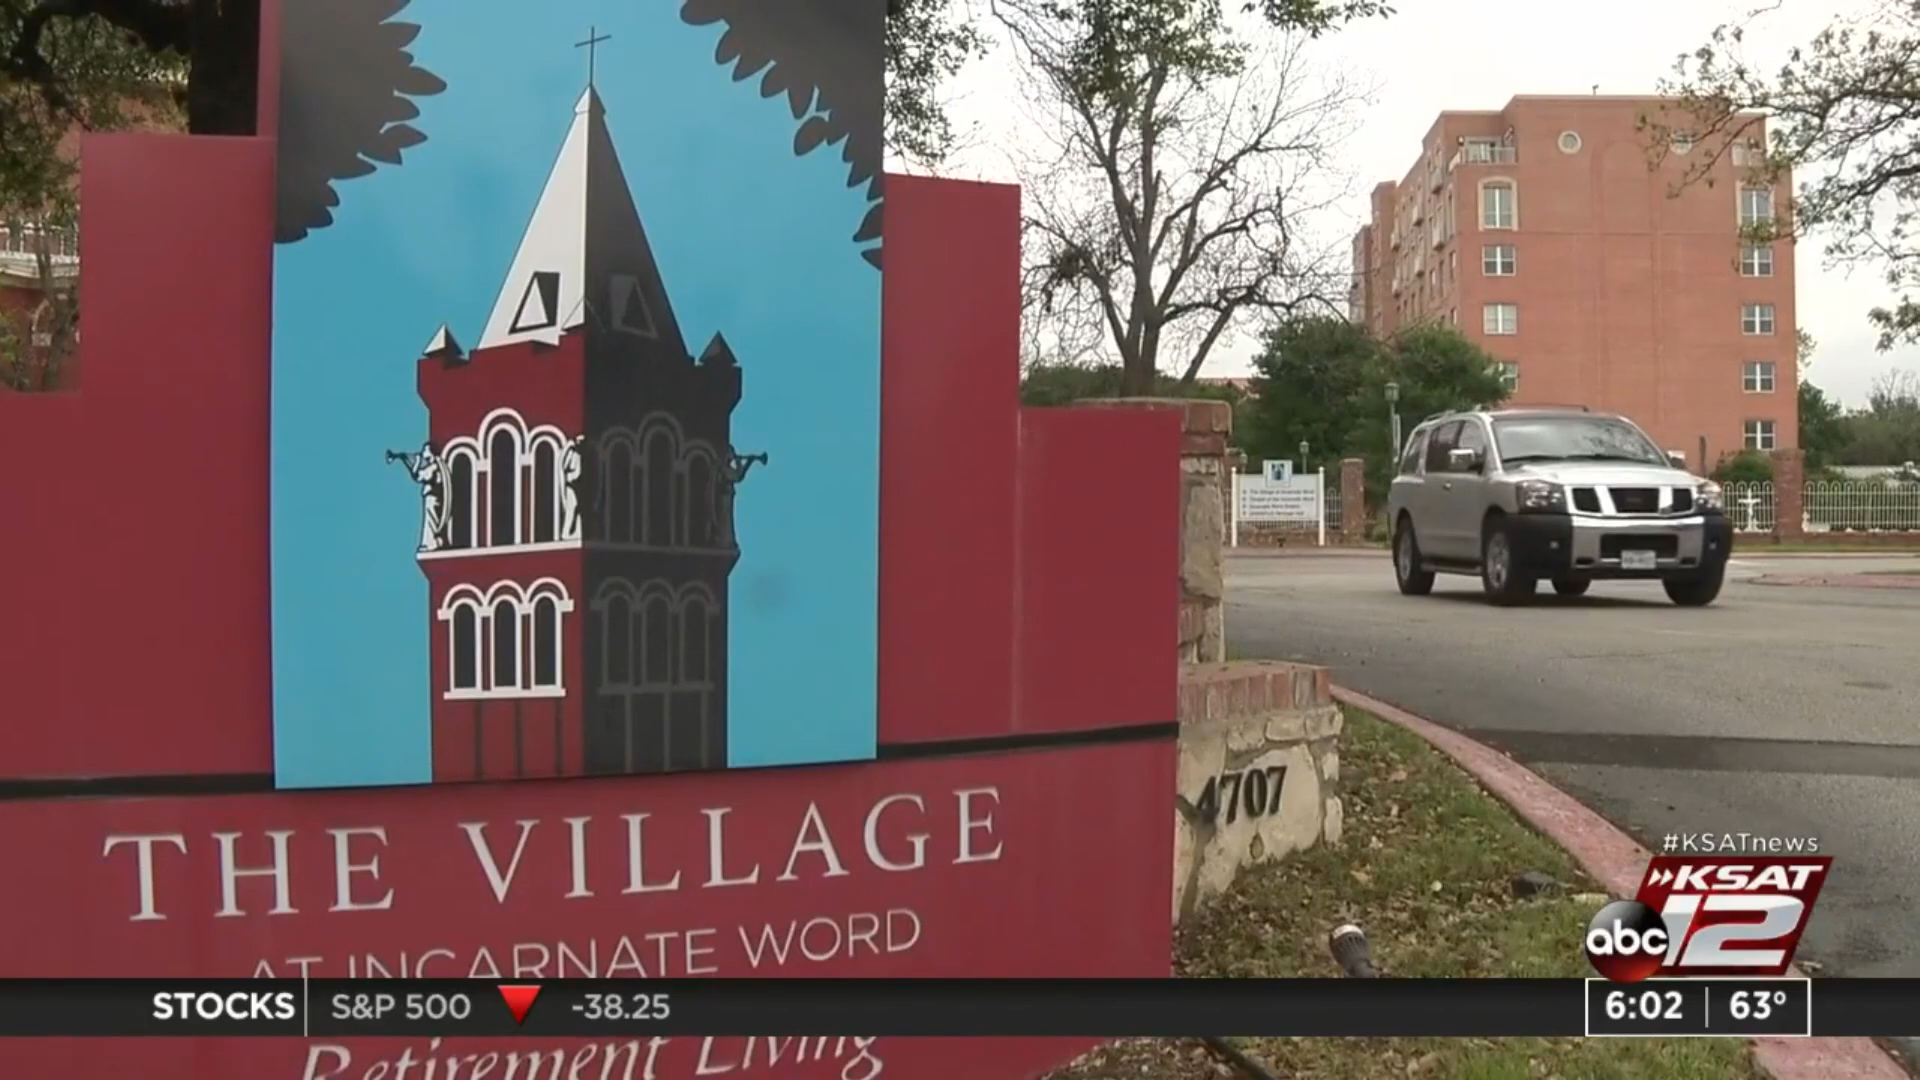 THE VILLAGE
AT INCARNATE WORD
Retirement Living
4707
#KSATnews
KSAT
12
abc
STOCKS
S&P 500
-38.25
6:02
63°